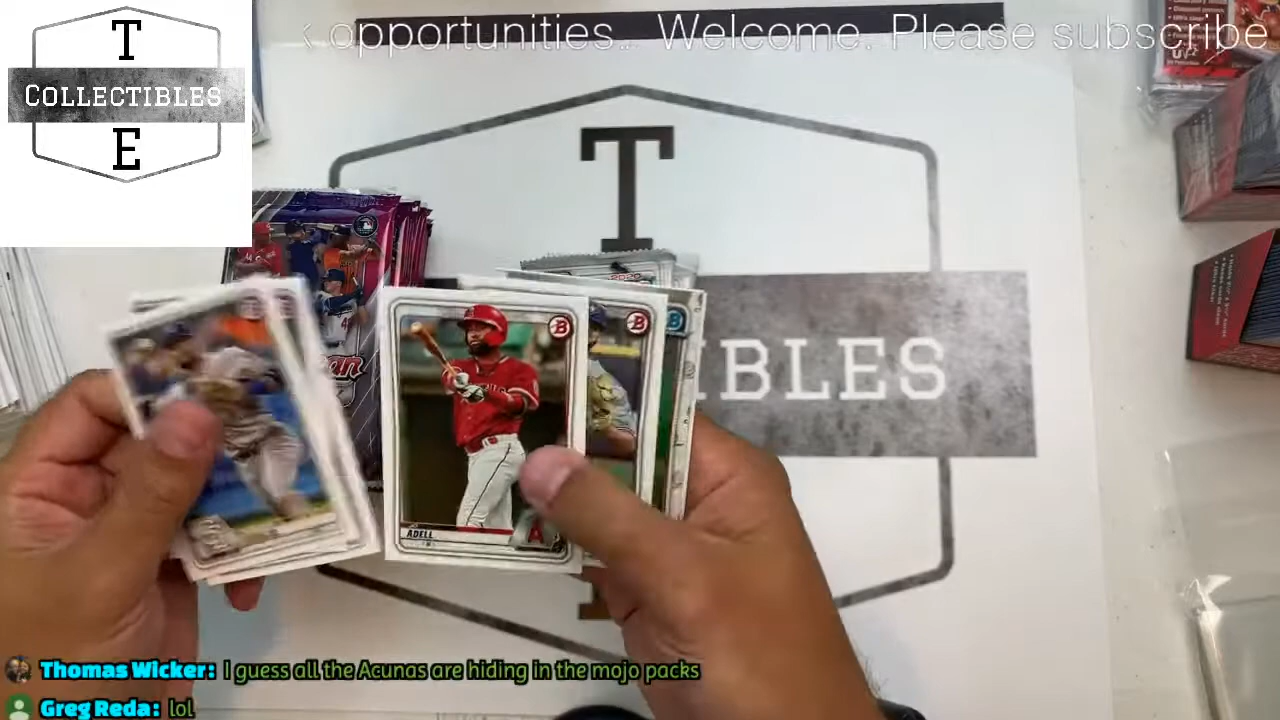 opportunities.. Welcome. Please subscribe
T
COLLECTIBLES
E
T
IBLES
B
B
ADELL
A
Thomas Wicker: I guess all the Acunas are hiding in the mojo packs
Greg Reda: lol